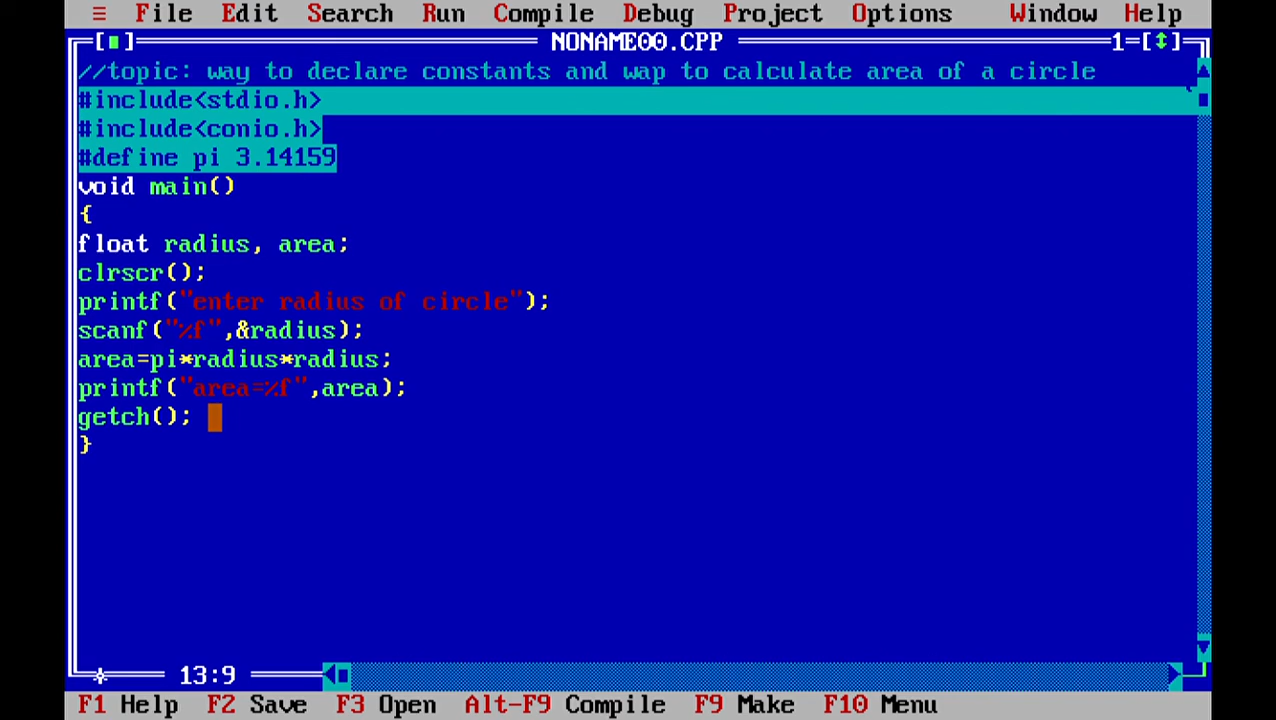 ≡ File Edit Search Run Compile Debug Project Options Window Help
[■] NONAME00.CPP 1=[↕]
//topic: way to declare constants and wap to calculate area of a circle
#include<stdio.h>
#include<conio.h>
#define pi 3.14159
void main()
{
float radius, area;
clrscr();
printf("enter radius of circle");
scanf("%f",&radius);
area=pi*radius*radius;
printf("area=%f",area);
getch();
}
13:9
F1 Help F2 Save F3 Open Alt-F9 Compile F9 Make F10 Menu